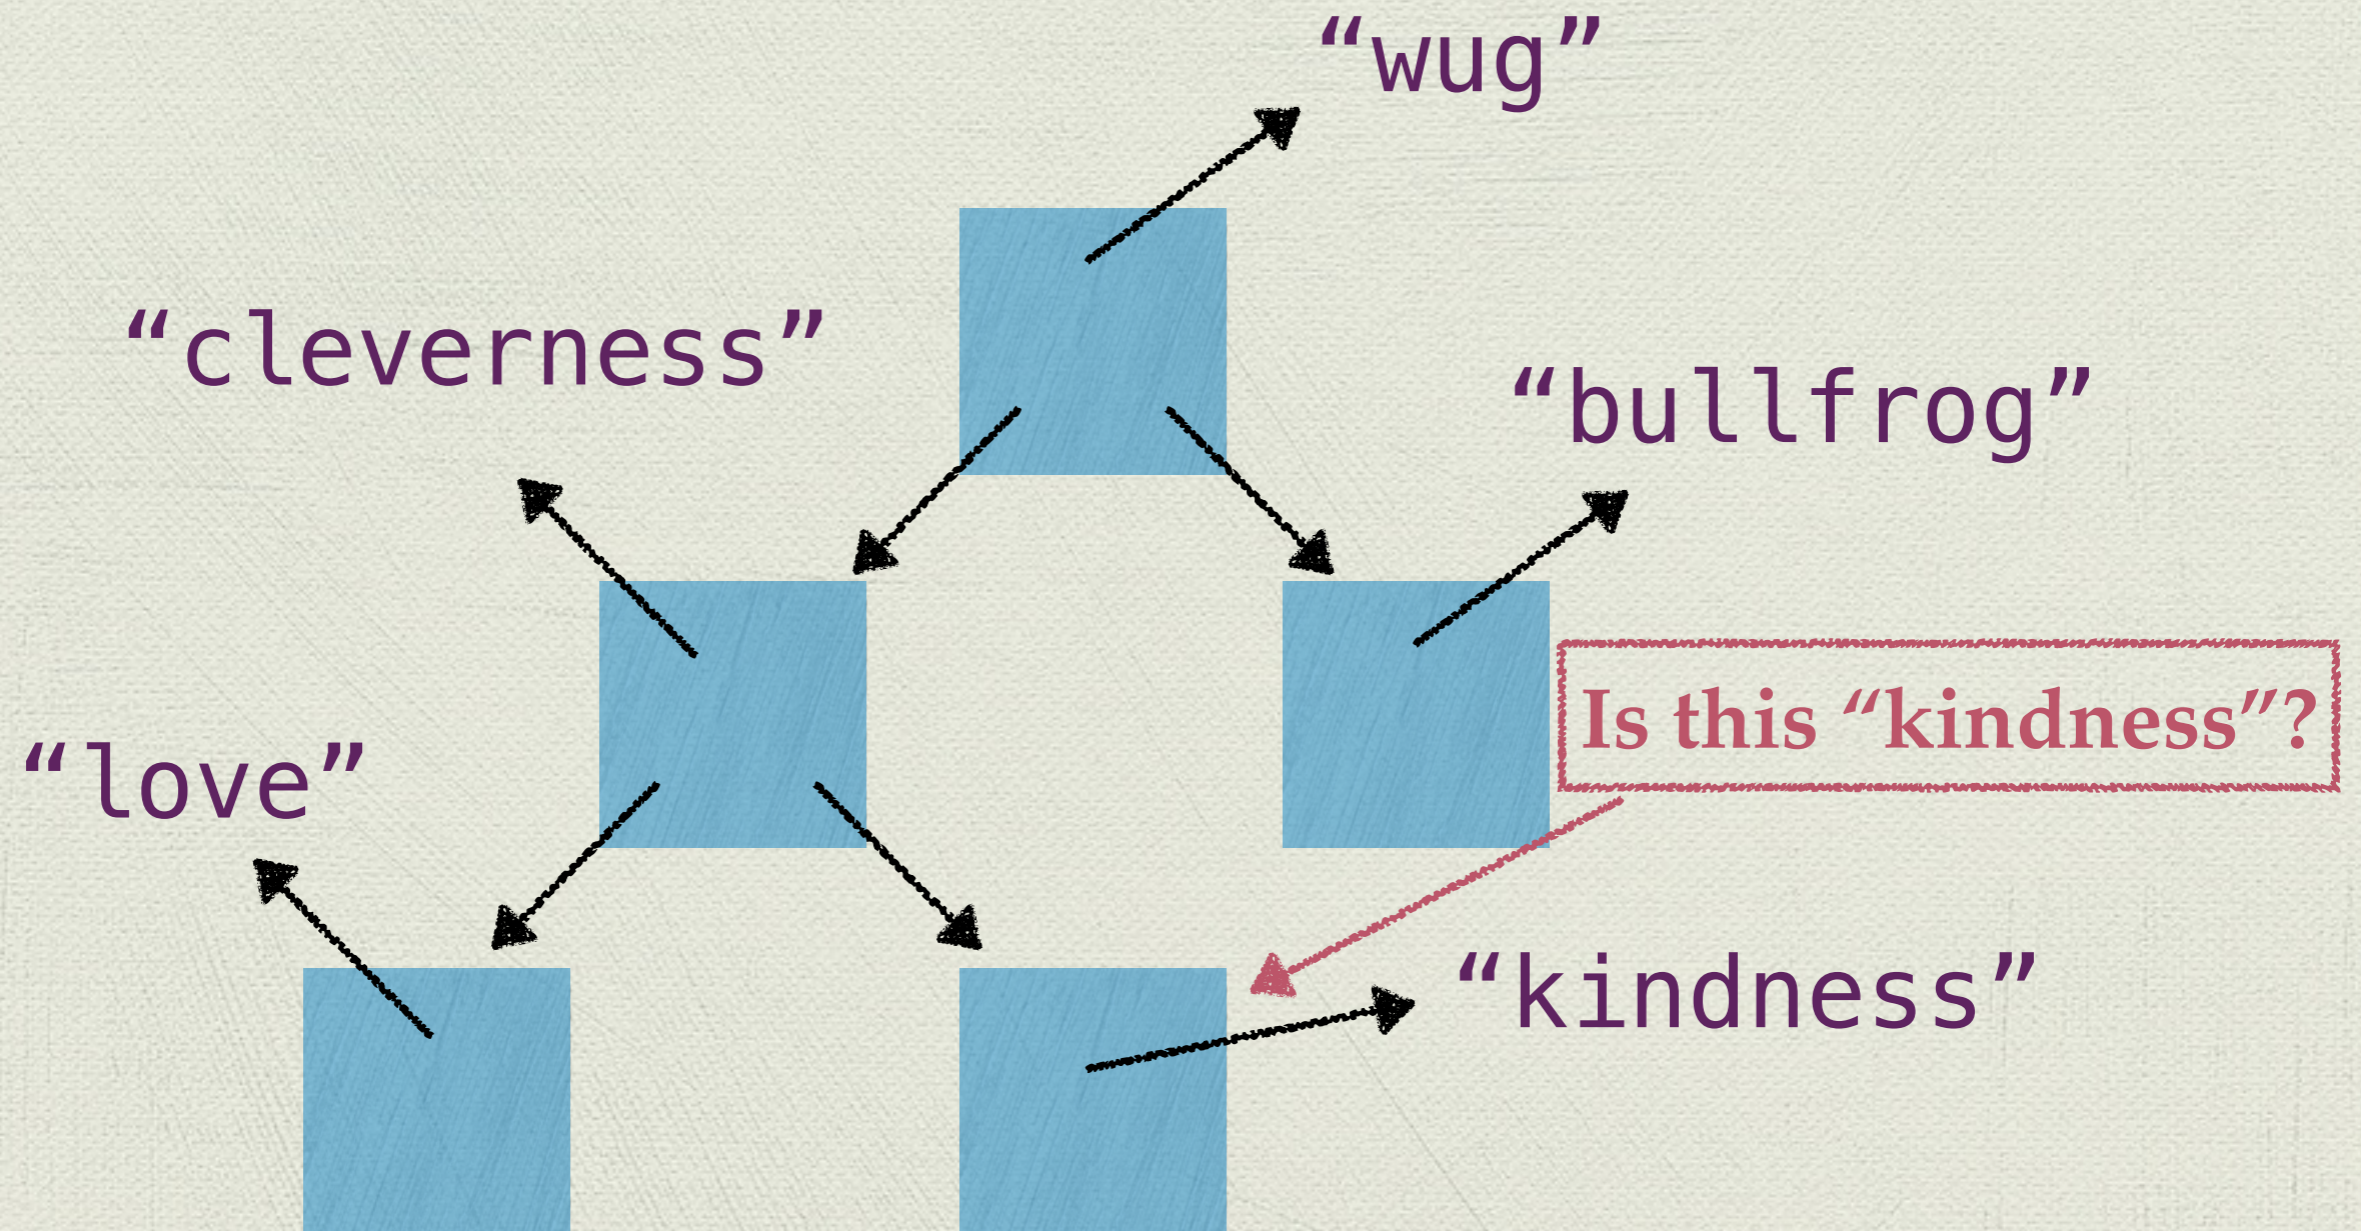 “wug”
“cleverness”
“bullfrog”
Is this “kindness”?
“love”
“kindness”